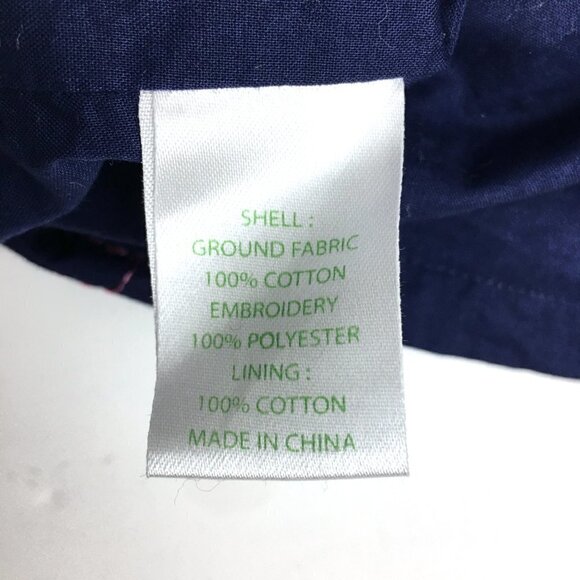 SHELL :
GROUND FABRIC
100% COTTON
EMBROIDERY
100% POLYESTER
LINING :
100% COTTON
MADE IN CHINA